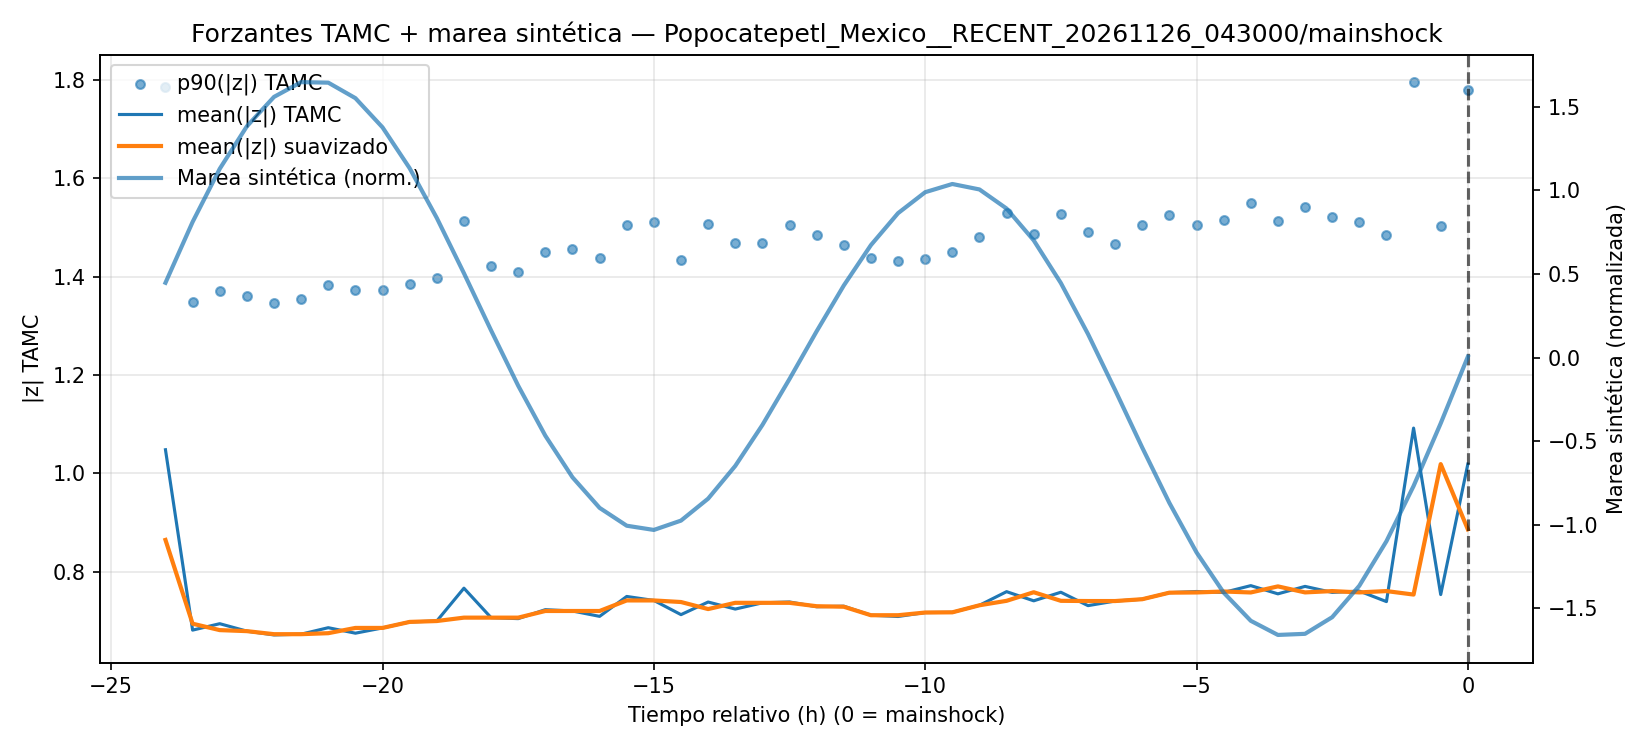 Forzantes TAMC + marea sintética — Popocatepetl_Mexico__RECENT_20261126_043000/mainshock
p90(|z|) TAMC
mean(|z|) TAMC
mean(|z|) suavizado
Marea sintética (norm.)
|z| TAMC
1.8
1.6
1.4
1.2
1.0
0.8
Marea sintética (normalizada)
1.5
1.0
0.5
0.0
−0.5
−1.0
−1.5
−25
−20
−15
−10
−5
0
Tiempo relativo (h) (0 = mainshock)